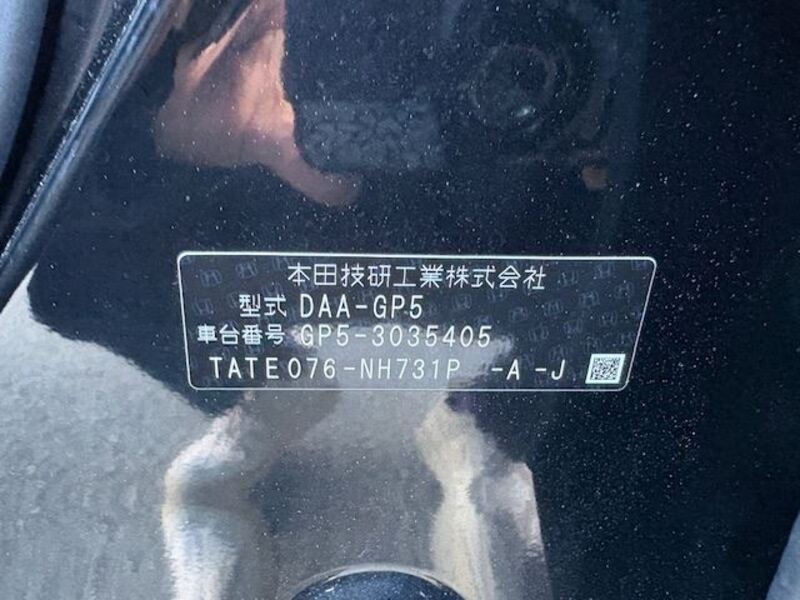 本田技研工業株式会社
型式 DAA-GP5
車台番号 GP5-3035405
TATE076-NH731P -A -J